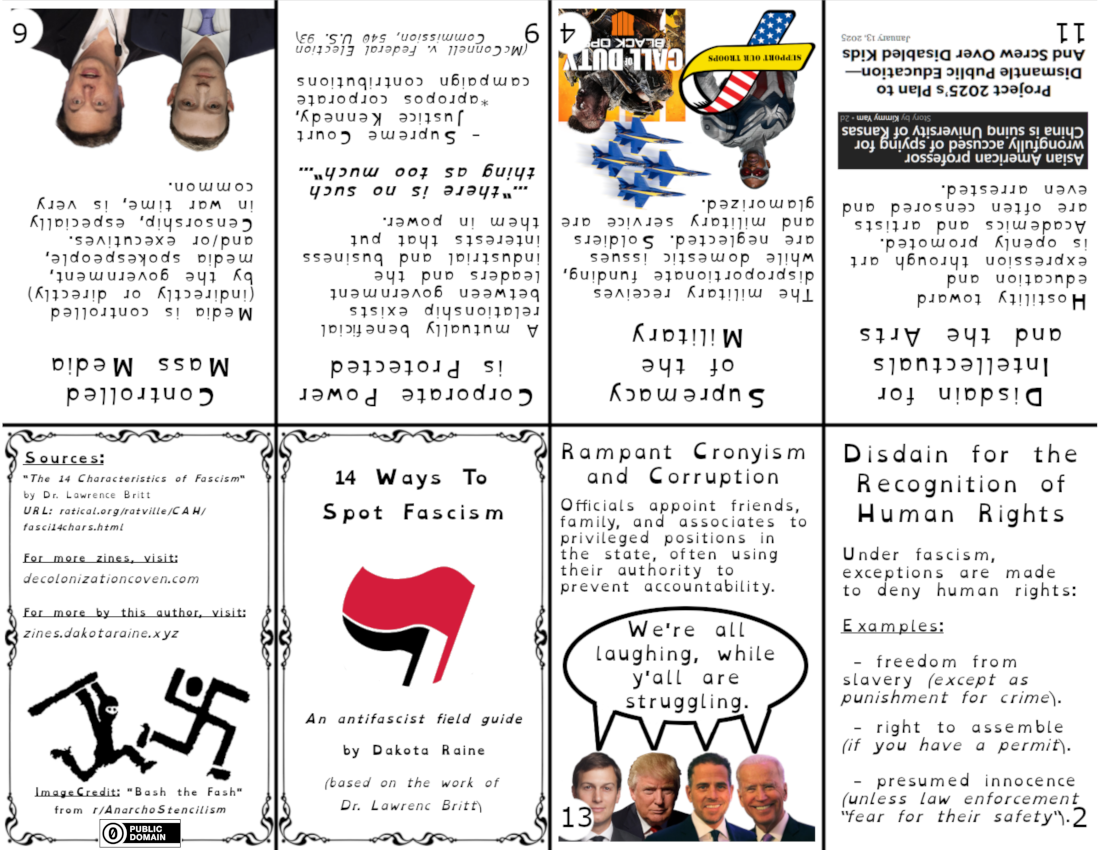 Controlled
Mass Media
Media is controlled
(indirectly or directly)
by the government,
media spokespeople,
and/or executives.
Censorship, especially
in war time, is very
common.
6
Corporate Power
is Protected
A mutually beneficial
relationship exists
between government
leaders and the
industrial and business
interests that put
them in power.
..."there is no such
thing as too much"...
- Supreme Court
Justice Kennedy,
*apropos corporate
campaign contributions
(McConnell v. Federal Election
Commission, 540 U.S. 93)
9
Supremacy
of the
Military
The military receives
disproportionate funding,
while domestic issues
are neglected. Soldiers
and military service are
glamorized.
SUPPORT OUR TROOPS
CALL OF DUTY
BLACK OPS
4
Disdain for
Intellectuals
and the Arts
Hostility toward
education and
expression through art
is openly promoted.
Academics and artists
are often censored and
even arrested.
Asian American professor
wrongfully accused of spying for
China is suing University of Kansas
Story by Kimmy Yam • 2d
Project 2025's Plan to
Dismantle Public Education—
And Screw Over Disabled Kids
January 13, 2025
11
Sources:
"The 14 Characteristics of Fascism"
by Dr. Lawrence Britt
URL: ratical.org/ratville/CAH/
fasci14chars.html
For more zines, visit:
decolonizationcoven.com
For more by this author, visit:
zines.dakotaraine.xyz
Image Credit: "Bash the Fash"
from r/AnarchoStencilism
PUBLIC
DOMAIN
14 Ways To
Spot Fascism
An antifascist field guide
by Dakota Raine
(based on the work of
Dr. Lawrenc Britt)
Rampant Cronyism
and Corruption
Officials appoint friends,
family, and associates to
privileged positions in
the state, often using
their authority to
prevent accountability.
We're all
laughing, while
y'all are
struggling.
13
Disdain for the
Recognition of
Human Rights
Under fascism,
exceptions are made
to deny human rights:
Examples:
- freedom from
slavery (except as
punishment for crime).
- right to assemble
(if you have a permit).
- presumed innocence
(unless law enforcement
"fear for their safety").
2